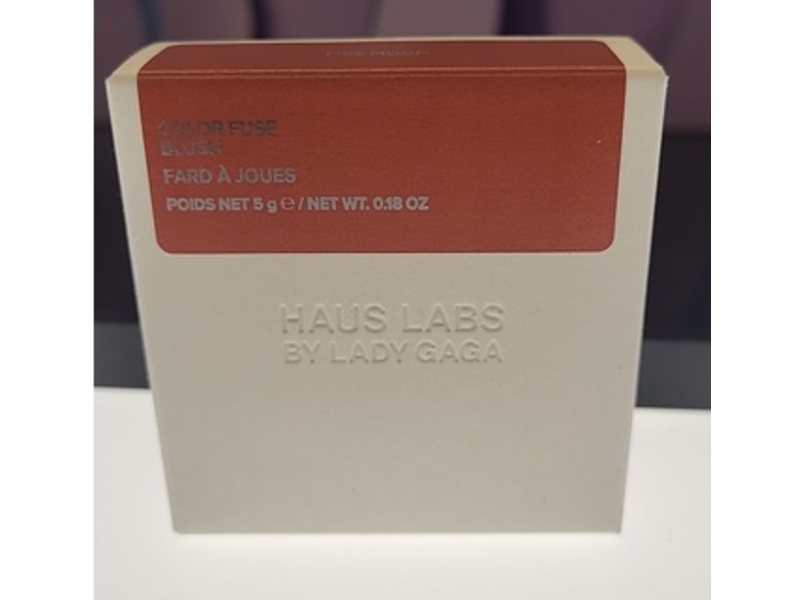 COLOR FUSE
BLUSH
FARD À JOUES
POIDS NET 5 g ℮ / NET WT. 0.18 OZ
HAUS LABS
BY LADY GAGA